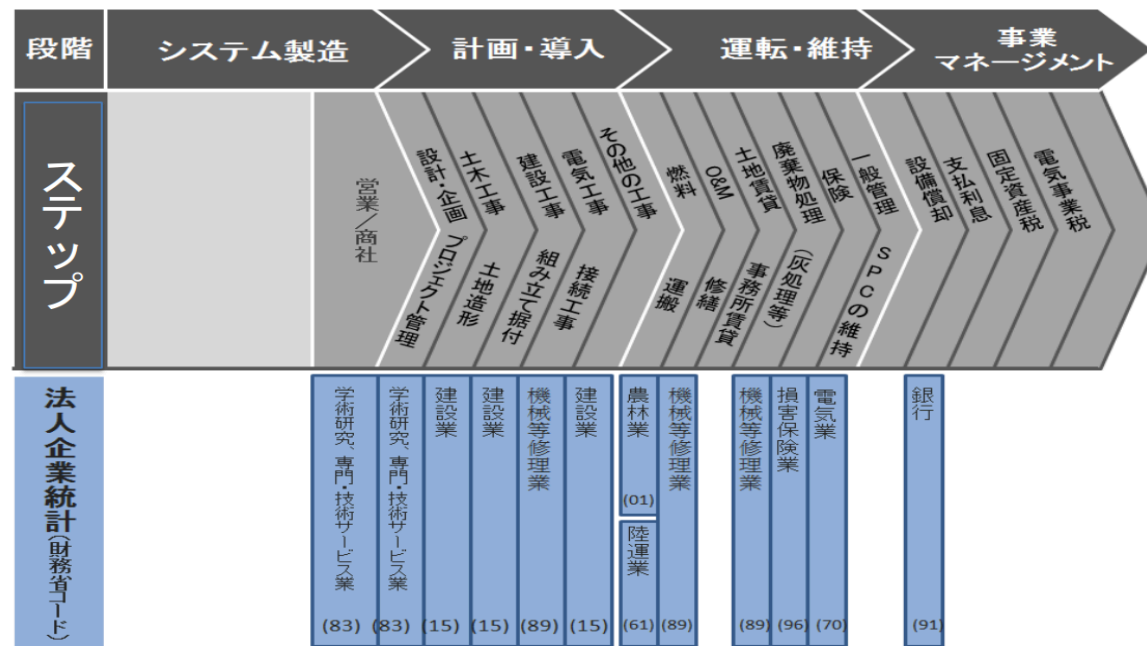 段階
システム製造
計画・導入
運転・維持
事業
マネージメント
ステップ
営業/商社
設計・企画
プロジェクト管理
土木工事
土地造形
建設工事
組み立て据付
電気工事
接続工事
その他の工事
燃料
運搬
O&M
修繕
土地賃貸
事務所賃貸
廃棄物処理
(灰処理等)
保険
一般管理
SPCの維持
設備償却
支払利息
固定資産税
電気事業税
法人企業統計(財務省コード)
学術研究、専門・技術サービス業
(83)
学術研究、専門・技術サービス業
(83)
建設業
(15)
建設業
(15)
機械等修理業
(89)
建設業
(15)
農林業
(01)
陸運業
(61)
機械等修理業
(89)
機械等修理業
(89)
損害保険業
(96)
電気業
(70)
銀行
(91)